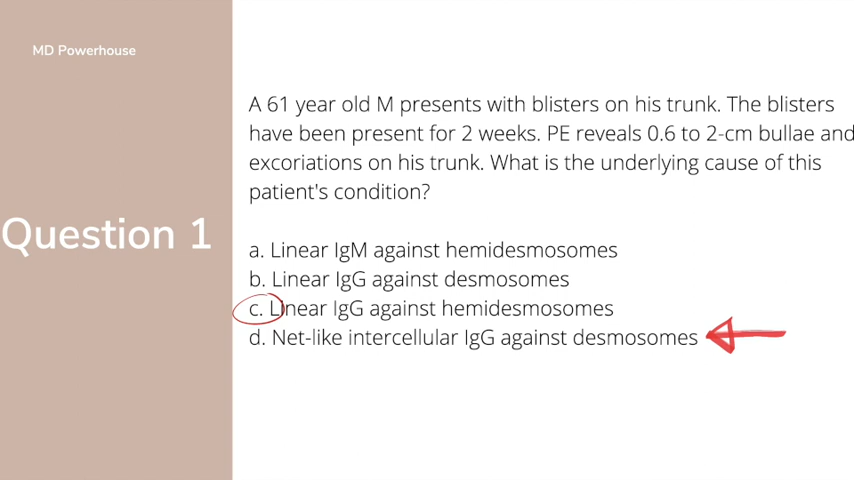 MD Powerhouse
A 61 year old M presents with blisters on his trunk. The blisters
have been present for 2 weeks. PE reveals 0.6 to 2-cm bullae and
excoriations on his trunk. What is the underlying cause of this
patient's condition?
Question 1
a. Linear IgM against hemidesmosomes
b. Linear IgG against desmosomes
c. Linear IgG against hemidesmosomes
d. Net-like intercellular IgG against desmosomes